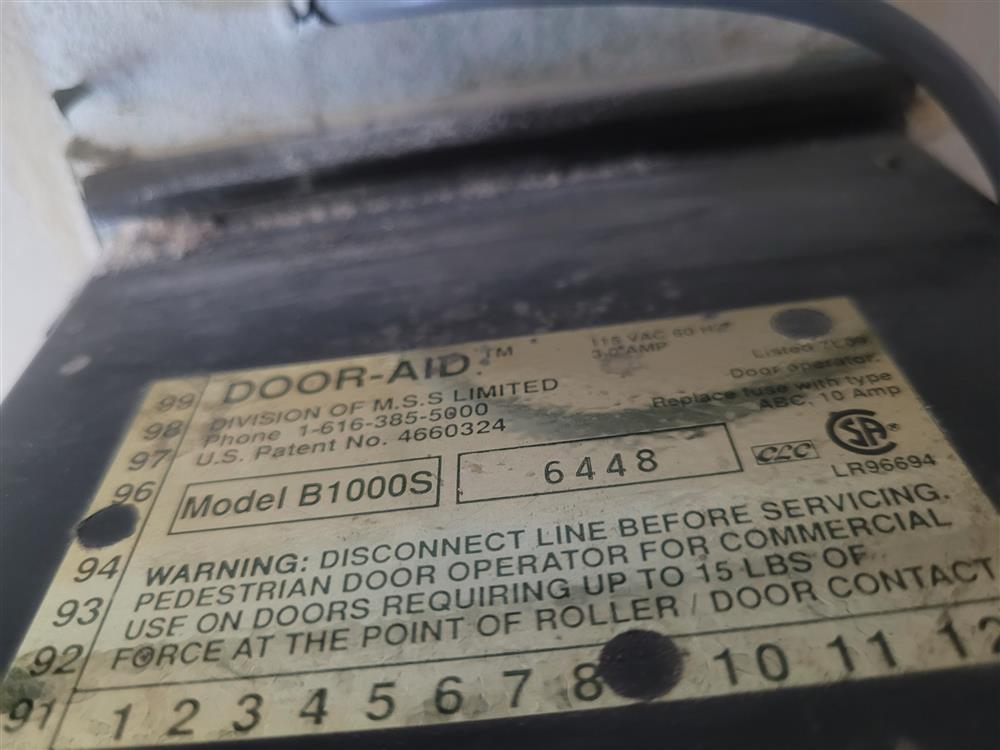 DOOR-AID.™
DIVISION OF M.S.S LIMITED
Phone 1-616-385-5000
U.S. Patent No. 4660324
115 VAC 60 HZ
3.0 AMP
Listed
Door operator.
Replace fuse with type
ABC, 10 Amp
Model B1000S
6448
CLC
CSA
LR96694
WARNING: DISCONNECT LINE BEFORE SERVICING.
PEDESTRIAN DOOR OPERATOR FOR COMMERCIAL
USE ON DOORS REQUIRING UP TO 15 LBS OF
FORCE AT THE POINT OF ROLLER / DOOR CONTACT
99
98
97
96
94
93
92
91
1 2 3 4 5 6 7 8 10 11 12